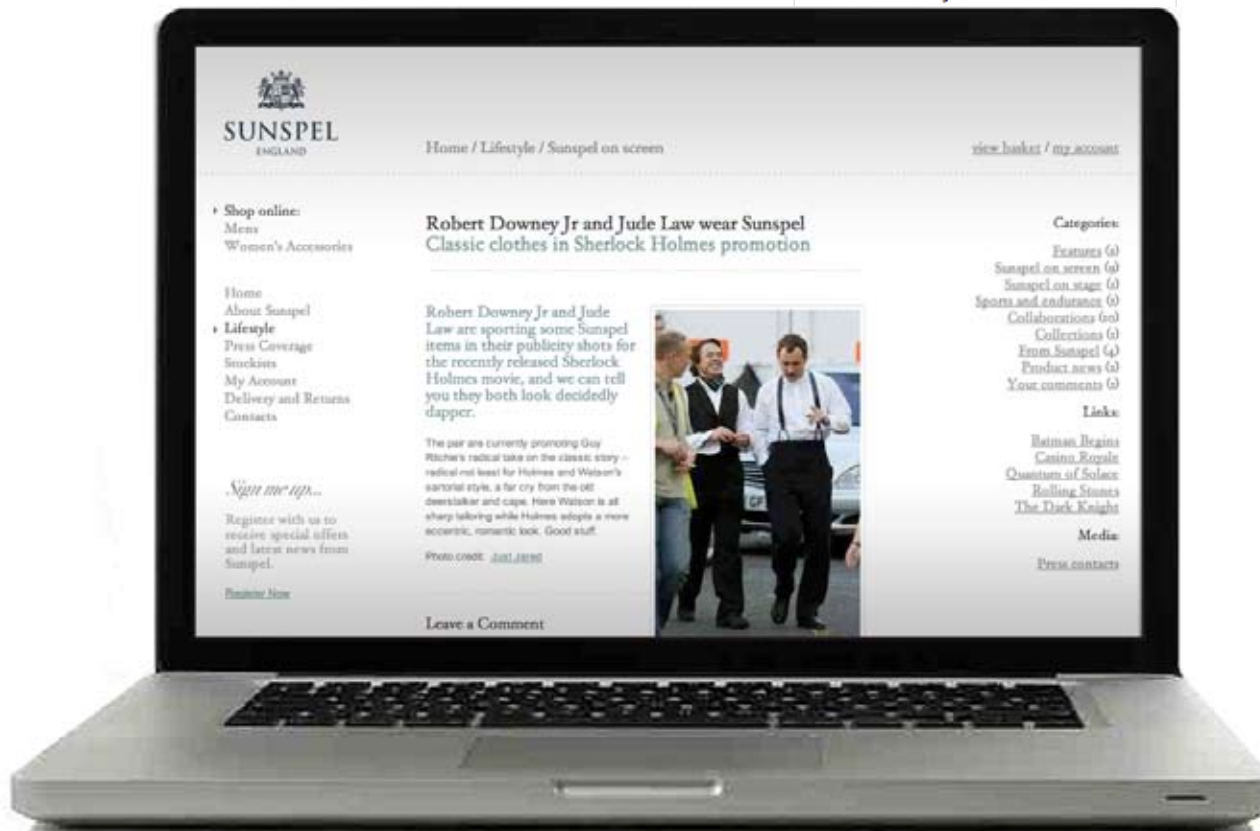 SUNSPEL
ENGLAND
Home / Lifestyle / Sunspel on screen
view basket / my account
Shop online:
Mens
Women's Accessories
Home
About Sunspel
Lifestyle
Press Coverage
Stockists
My Account
Delivery and Returns
Contacts
Sign me up...
Register with us to
receive special offers
and latest news from
Sunspel.
Register Now
Robert Downey Jr and Jude Law wear Sunspel
Classic clothes in Sherlock Holmes promotion
Robert Downey Jr and Jude
Law are sporting some Sunspel
items in their publicity shots for
the recently released Sherlock
Holmes movie, and we can tell
you they both look decidedly
dapper.
The pair are currently promoting Guy
Ritchie's radical take on the classic story –
radical not least for Holmes and Watson's
sartorial style, a far cry from the old
deerstalker and cape. Here Watson is all
sharp tailoring while Holmes adopts a more
eccentric, romantic look. Good stuff.
Photo credit: Just Jared
Leave a Comment
Categories:
Features
Sunspel on screen
Sunspel on stage
Sports and endurance
Collaborations
Collections
From Sunspel (4)
Product news
Your comments
Links:
Batman Begins
Casino Royale
Quantum of Solace
Rolling Stones
The Dark Knight
Media:
Press contacts